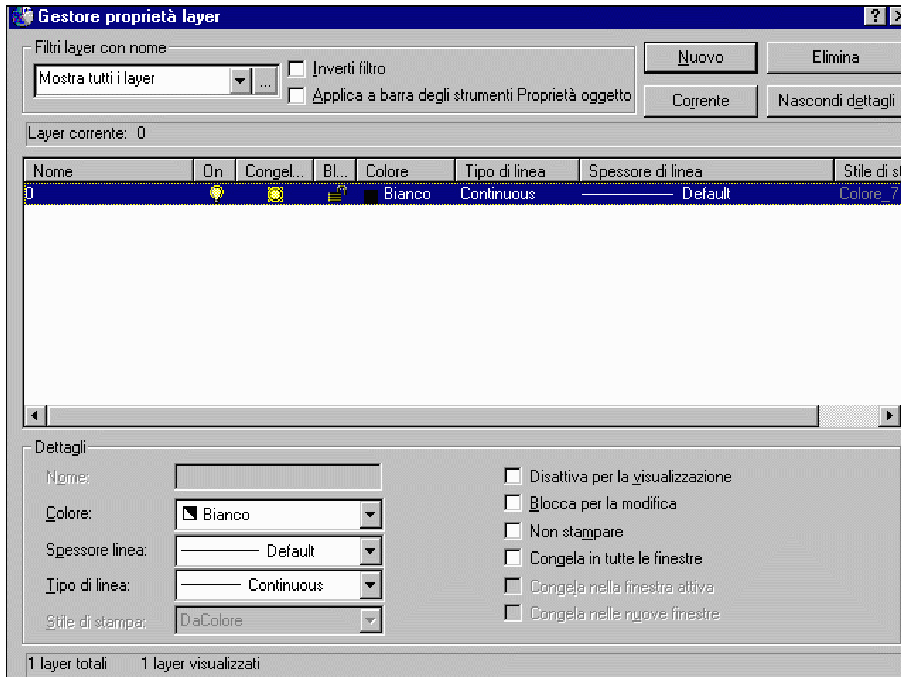 Gestore proprietà layer
Filtri layer con nome
Mostra tutti i layer
...
Inverti filtro
Applica a barra degli strumenti Proprietà oggetto
Nuovo
Elimina
Corrente
Nascondi dettagli
Layer corrente: 0
Nome On Congel... Bl... Colore Tipo di linea Spessore di linea Stile di st
0 Bianco Continuous Default Colore_7
Dettagli
Nome:
Colore: Bianco
Spessore linea: Default
Tipo di linea: Continuous
Stile di stampa: DaColore
Disattiva per la visualizzazione
Blocca per la modifica
Non stampare
Congela in tutte le finestre
Congela nella finestra attiva
Congela nelle nuove finestre
1 layer totali 1 layer visualizzati